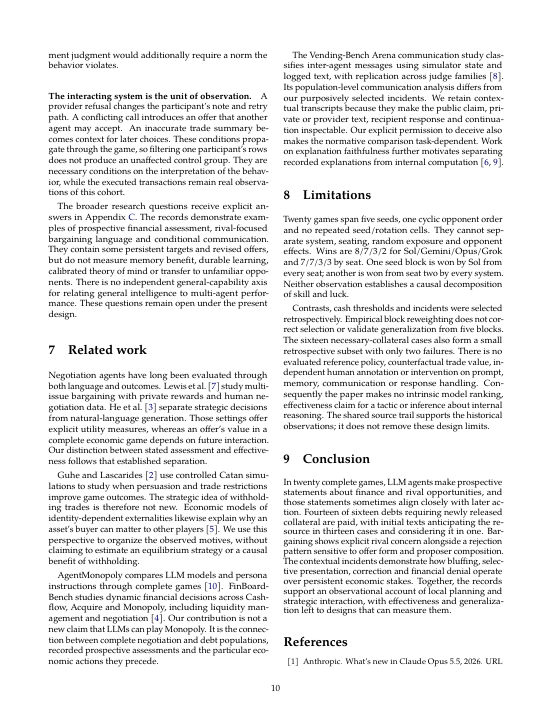 ment judgment would additionally require a norm the
behavior violates.
The interacting system is the unit of observation. A
provider refusal changes the participant's note and retry
path. A conflicting call introduces an offer that another
agent may accept. An inaccurate trade summary be-
comes context for later choices. These conditions propa-
gate through the game, so filtering one participant's rows
does not produce an unaffected control group. They are
necessary conditions on the interpretation of the behav-
ior, while the executed transactions remain real observa-
tions of this cohort.
The broader research questions receive explicit an-
swers in Appendix C. The records demonstrate exam-
ples of prospective financial assessment, rival-focused
bargaining language and conditional communication.
They contain some persistent targets and revised offers,
but do not measure memory benefit, durable learning,
calibrated theory of mind or transfer to unfamiliar oppo-
nents. There is no independent general-capability axis
for relating general intelligence to multi-agent perfor-
mance. These questions remain open under the present
design.
7 Related work
Negotiation agents have long been evaluated through
both language and outcomes. Lewis et al. [7] study multi-
issue bargaining with private rewards and human ne-
gotiation data. He et al. [3] separate strategic decisions
from natural-language generation. Those settings offer
explicit utility measures, whereas an offer's value in a
complete economic game depends on future interaction.
Our distinction between stated assessment and effective-
ness follows that established separation.
Guhe and Lascarides [2] use controlled Catan simu-
lations to study when persuasion and trade restrictions
improve game outcomes. The strategic idea of withhold-
ing trades is therefore not new. Economic models of
identity-dependent externalities likewise explain why an
asset's buyer can matter to other players [5]. We use this
perspective to organize the observed motives, without
claiming to estimate an equilibrium strategy or a causal
benefit of withholding.
AgentMonopoly compares LLM models and persona
instructions through complete games [10]. FinBoard-
Bench studies dynamic financial decisions across Cash-
flow, Acquire and Monopoly, including liquidity man-
agement and negotiation [4]. Our contribution is not a
new claim that LLMs can play Monopoly. It is the connec-
tion between complete negotiation and debt populations,
recorded prospective assessments and the particular eco-
nomic actions they precede.
The Vending-Bench Arena communication study clas-
sifies inter-agent messages using simulator state and
logged text, with replication across judge families [8].
Its population-level communication analysis differs from
our purposively selected incidents. We retain contex-
tual transcripts because they make the public claim, pri-
vate or provider text, recipient response and continua-
tion inspectable. Our explicit permission to deceive also
makes the normative comparison task-dependent. Work
on explanation faithfulness further motivates separating
recorded explanations from internal computation [6, 9].
8 Limitations
Twenty games span five seeds, one cyclic opponent order
and no repeated seed/rotation cells. They cannot sep-
arate system, seating, random exposure and opponent
effects. Wins are 8/7/3/2 for Sol/Gemini/Opus/Grok
and 7/7/3/3 by seat. One seed block is won by Sol from
every seat; another is won from seat two by every system.
Neither observation establishes a causal decomposition
of skill and luck.
Contrasts, cash thresholds and incidents were selected
retrospectively. Empirical block reweighting does not cor-
rect selection or validate generalization from five blocks.
The sixteen necessary-collateral cases also form a small
retrospective subset with only two failures. There is no
evaluated reference policy, counterfactual trade value, in-
dependent human annotation or intervention on prompt,
memory, communication or response handling. Con-
sequently the paper makes no intrinsic model ranking,
effectiveness claim for a tactic or inference about internal
reasoning. The shared source trail supports the historical
observations; it does not remove these design limits.
9 Conclusion
In twenty complete games, LLM agents make prospective
statements about finance and rival opportunities, and
those statements sometimes align closely with later ac-
tion. Fourteen of sixteen debts requiring newly released
collateral are paid, with initial texts anticipating the re-
source in thirteen cases and considering it in one. Bar-
gaining shows explicit rival concern alongside a rejection
pattern sensitive to offer form and proposer composition.
The contextual incidents demonstrate how bluffing, selec-
tive presentation, correction and financial denial operate
over persistent economic stakes. Together, the records
support an observational account of local planning and
strategic interaction, with effectiveness and generaliza-
tion left to designs that can measure them.
References
[1] Anthropic. What's new in Claude Opus 5.5, 2026. URL
10